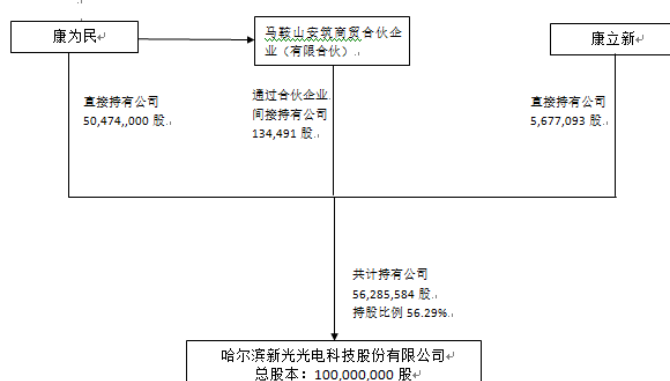 康为民
马鞍山安筑商贸合伙企
业（有限合伙）
康立新
直接持有公司
50,474,,000 股
通过合伙企业
间接持有公司
134,491 股
直接持有公司
5,677,093 股
共计持有公司
56,285,584 股
持股比例 56.29%
哈尔滨新光光电科技股份有限公司
总股本：100,000,000 股